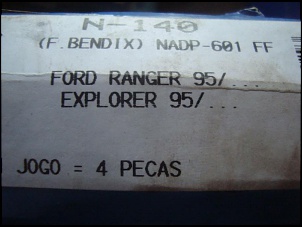 N-140
(F.BENDIX) NADP-601 FF
FORD RANGER 95/...
EXPLORER 95/...
JOGO = 4 PECAS